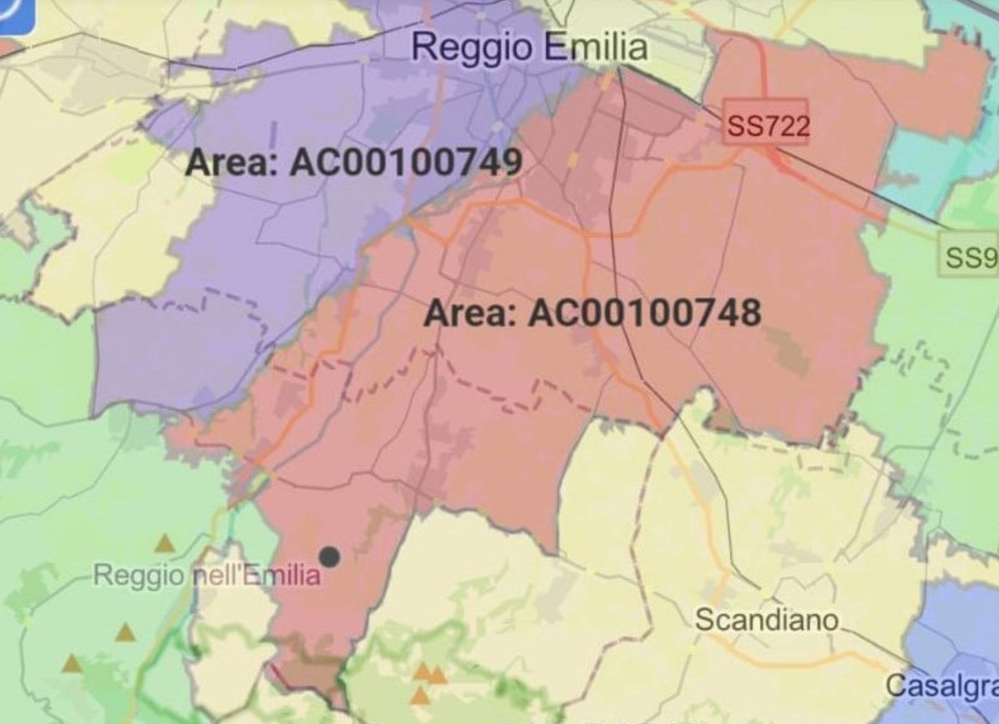 Reggio Emilia
SS722
Area: AC00100749
SS9
Area: AC00100748
Reggio nell'Emilia
Scandiano
Casalgra